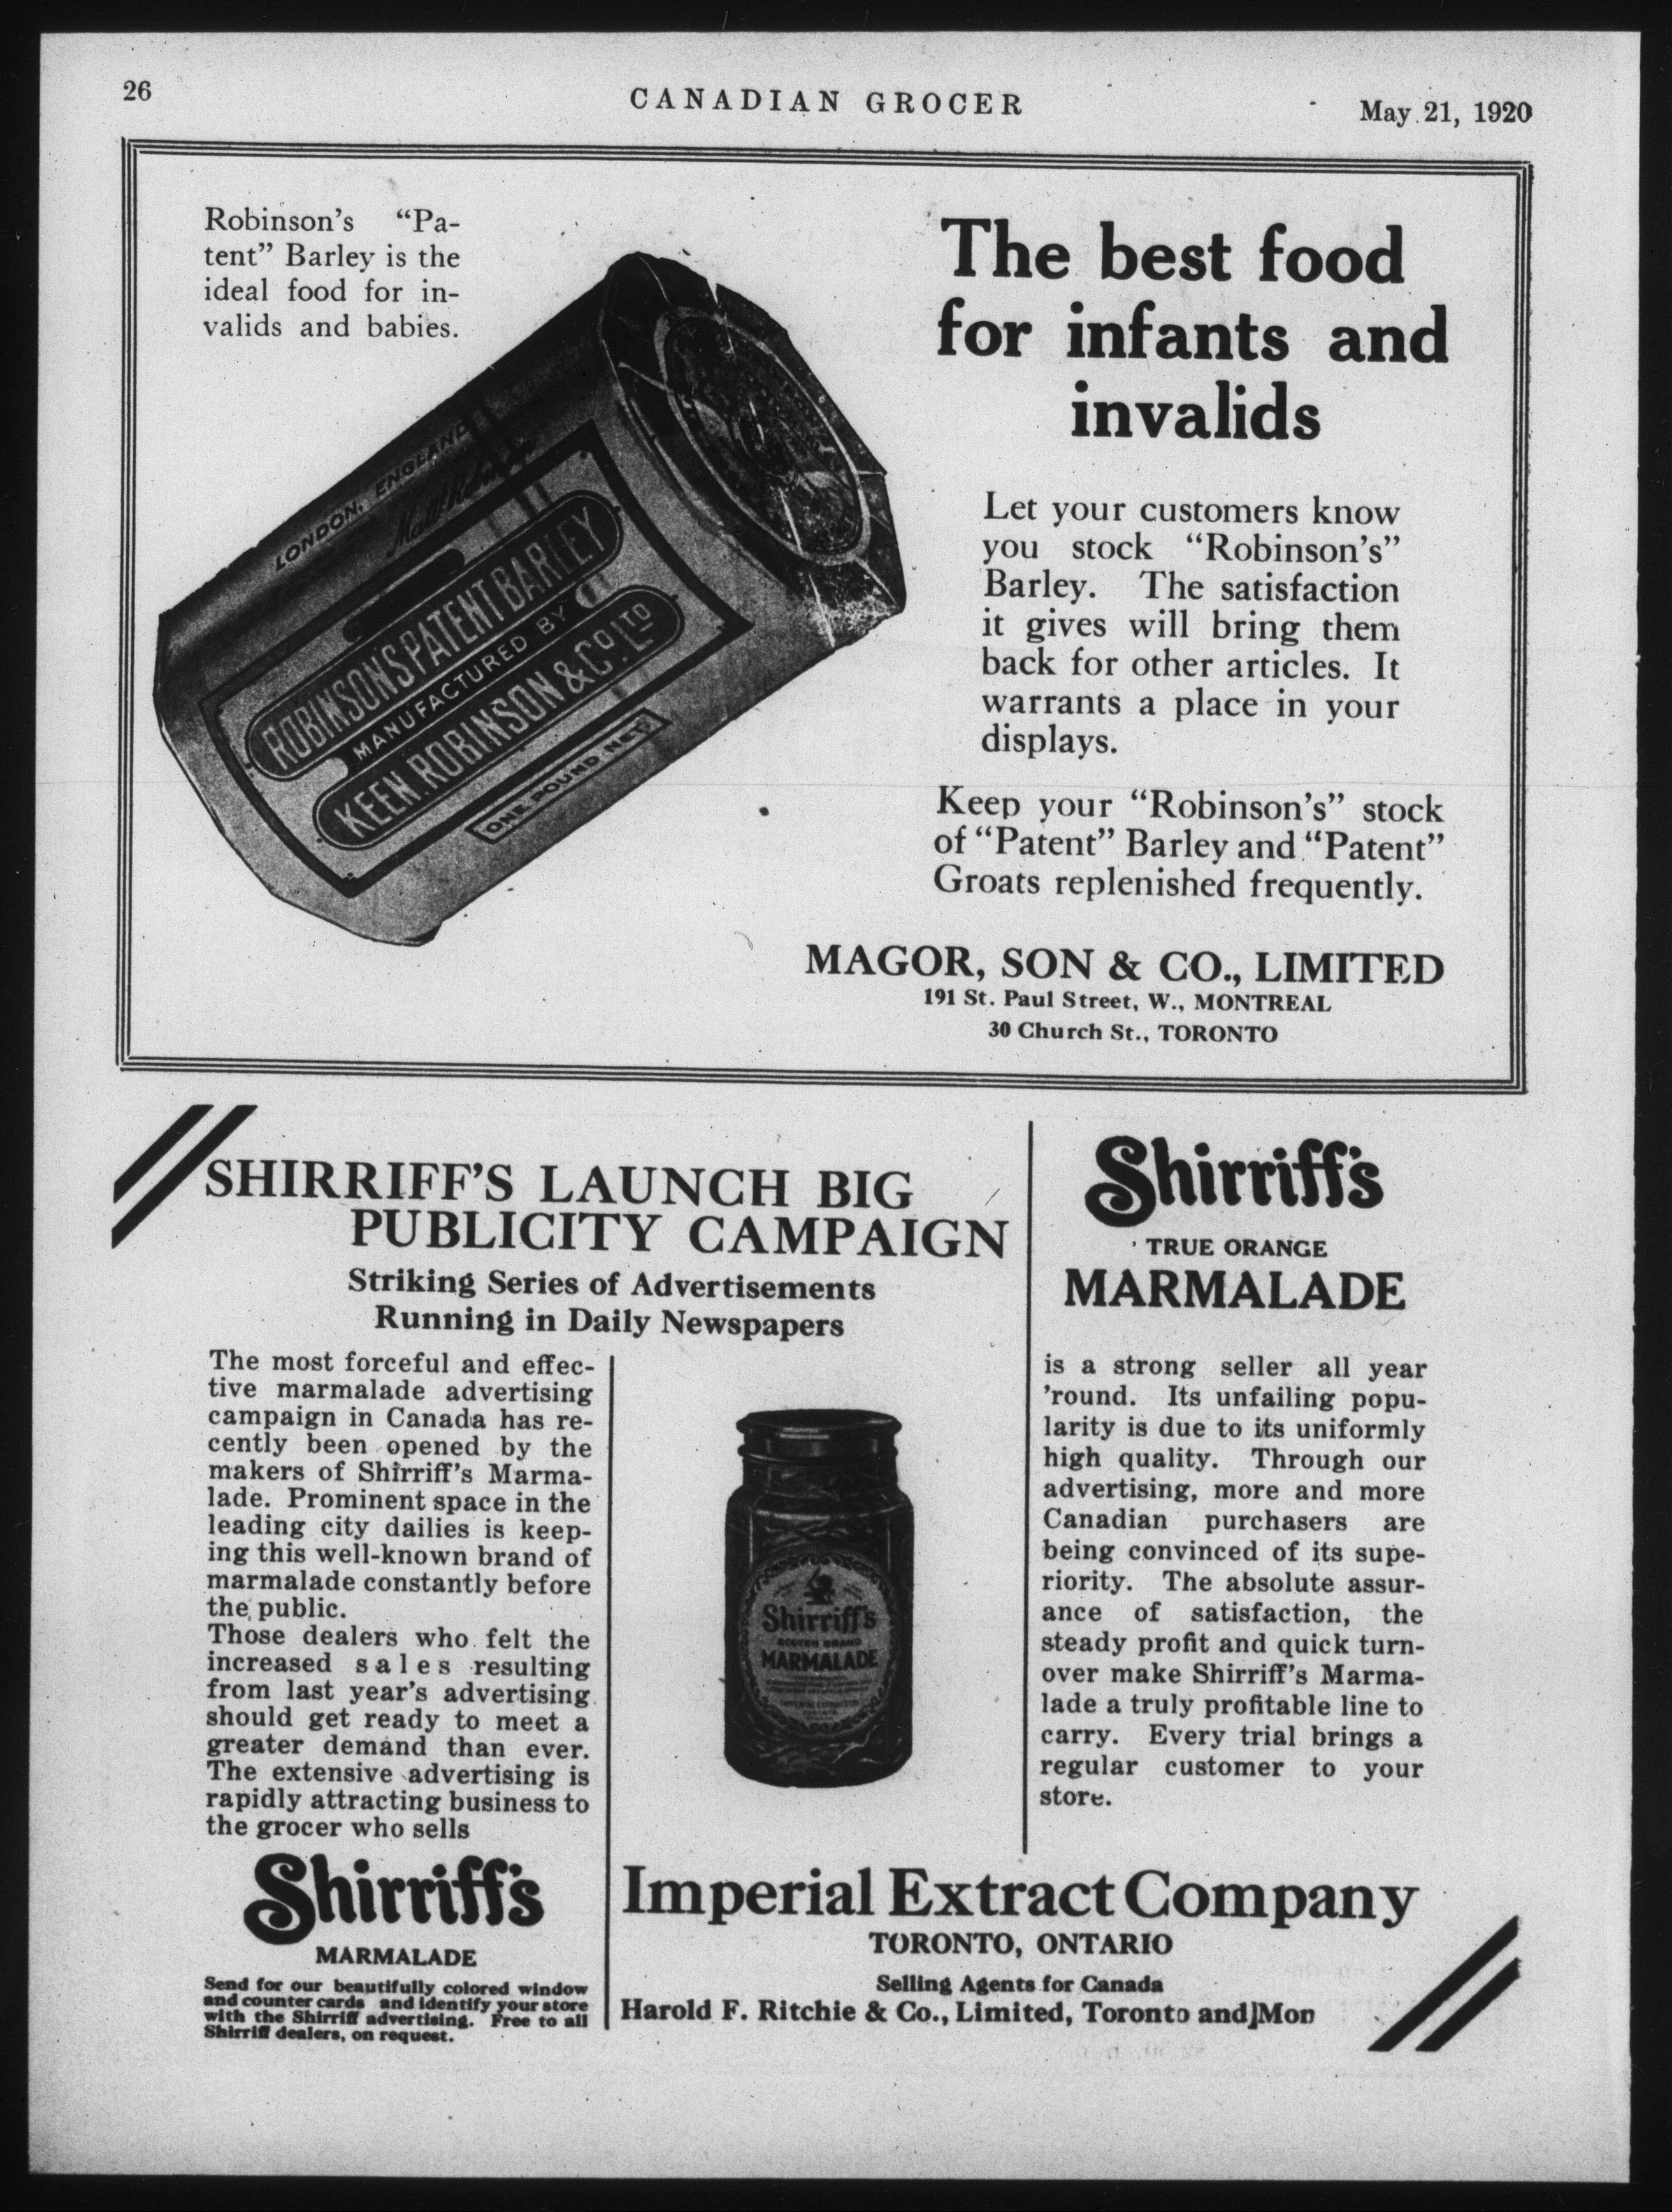 26
CANADIAN GROCER
May 21, 1920
Robinson's "Pa-
tent" Barley is the
ideal food for in-
valids and babies.
LONDON, ENGLAND
ROBINSON'S PATENT BARLEY
MANUFACTURED BY
KEEN, ROBINSON & CO. LTD
ONE POUND NET
The best food
for infants and
invalids
Let your customers know
you stock "Robinson's"
Barley. The satisfaction
it gives will bring them
back for other articles. It
warrants a place in your
displays.
Keep your "Robinson's" stock
of "Patent" Barley and "Patent"
Groats replenished frequently.
MAGOR, SON & CO., LIMITED
191 St. Paul Street, W., MONTREAL
30 Church St., TORONTO
SHIRRIFF'S LAUNCH BIG
PUBLICITY CAMPAIGN
Striking Series of Advertisements
Running in Daily Newspapers
The most forceful and effec-
tive marmalade advertising
campaign in Canada has re-
cently been opened by the
makers of Shirriff's Marma-
lade. Prominent space in the
leading city dailies is keep-
ing this well-known brand of
marmalade constantly before
the public.
Those dealers who felt the
increased sales resulting
from last year's advertising
should get ready to meet a
greater demand than ever.
The extensive advertising is
rapidly attracting business to
the grocer who sells
Shirriff's
MARMALADE
Send for our beautifully colored window
and counter cards and identify your store
with the Shirriff advertising. Free to all
Shirriff dealers, on request.
Shirriff's
SCOTCH BRAND
MARMALADE
Shirriff's
TRUE ORANGE
MARMALADE
is a strong seller all year
'round. Its unfailing popu-
larity is due to its uniformly
high quality. Through our
advertising, more and more
Canadian purchasers are
being convinced of its supe-
riority. The absolute assur-
ance of satisfaction, the
steady profit and quick turn-
over make Shirriff's Marma-
lade a truly profitable line to
carry. Every trial brings a
regular customer to your
store.
Imperial Extract Company
TORONTO, ONTARIO
Selling Agents for Canada
Harold F. Ritchie & Co., Limited, Toronto and Mon